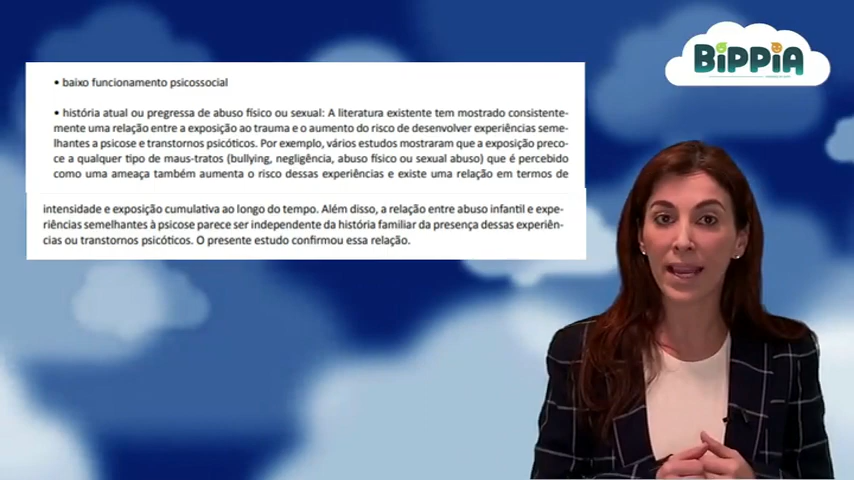 BiPPiA
• baixo funcionamento psicossocial
• história atual ou pregressa de abuso físico ou sexual: A literatura existente tem mostrado consistente-
mente uma relação entre a exposição ao trauma e o aumento do risco de desenvolver experiências seme-
lhantes a psicose e transtornos psicóticos. Por exemplo, vários estudos mostraram que a exposição preco-
ce a qualquer tipo de maus-tratos (bullying, negligência, abuso físico ou sexual abuso) que é percebido
como uma ameaça também aumenta o risco dessas experiências e existe uma relação em termos de
intensidade e exposição cumulativa ao longo do tempo. Além disso, a relação entre abuso infantil e expe-
riências semelhantes à psicose parece ser independente da história familiar da presença dessas experiên-
cias ou transtornos psicóticos. O presente estudo confirmou essa relação.